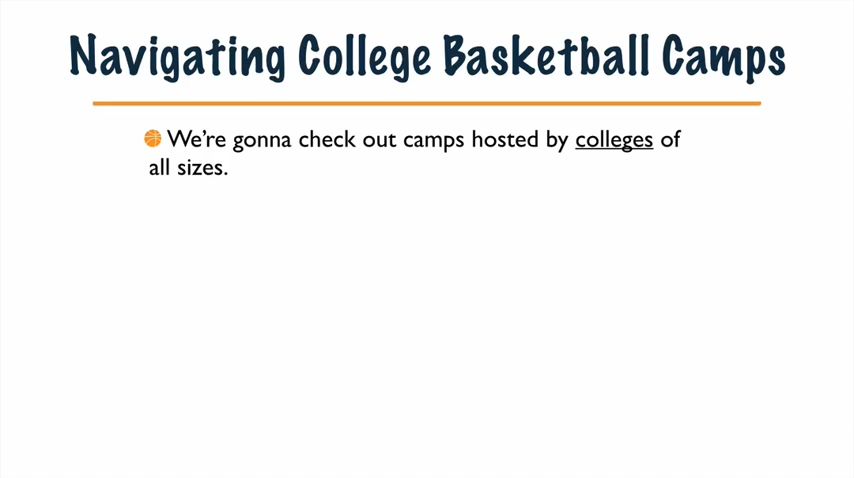 Navigating College Basketball Camps
We're gonna check out camps hosted by colleges of
all sizes.